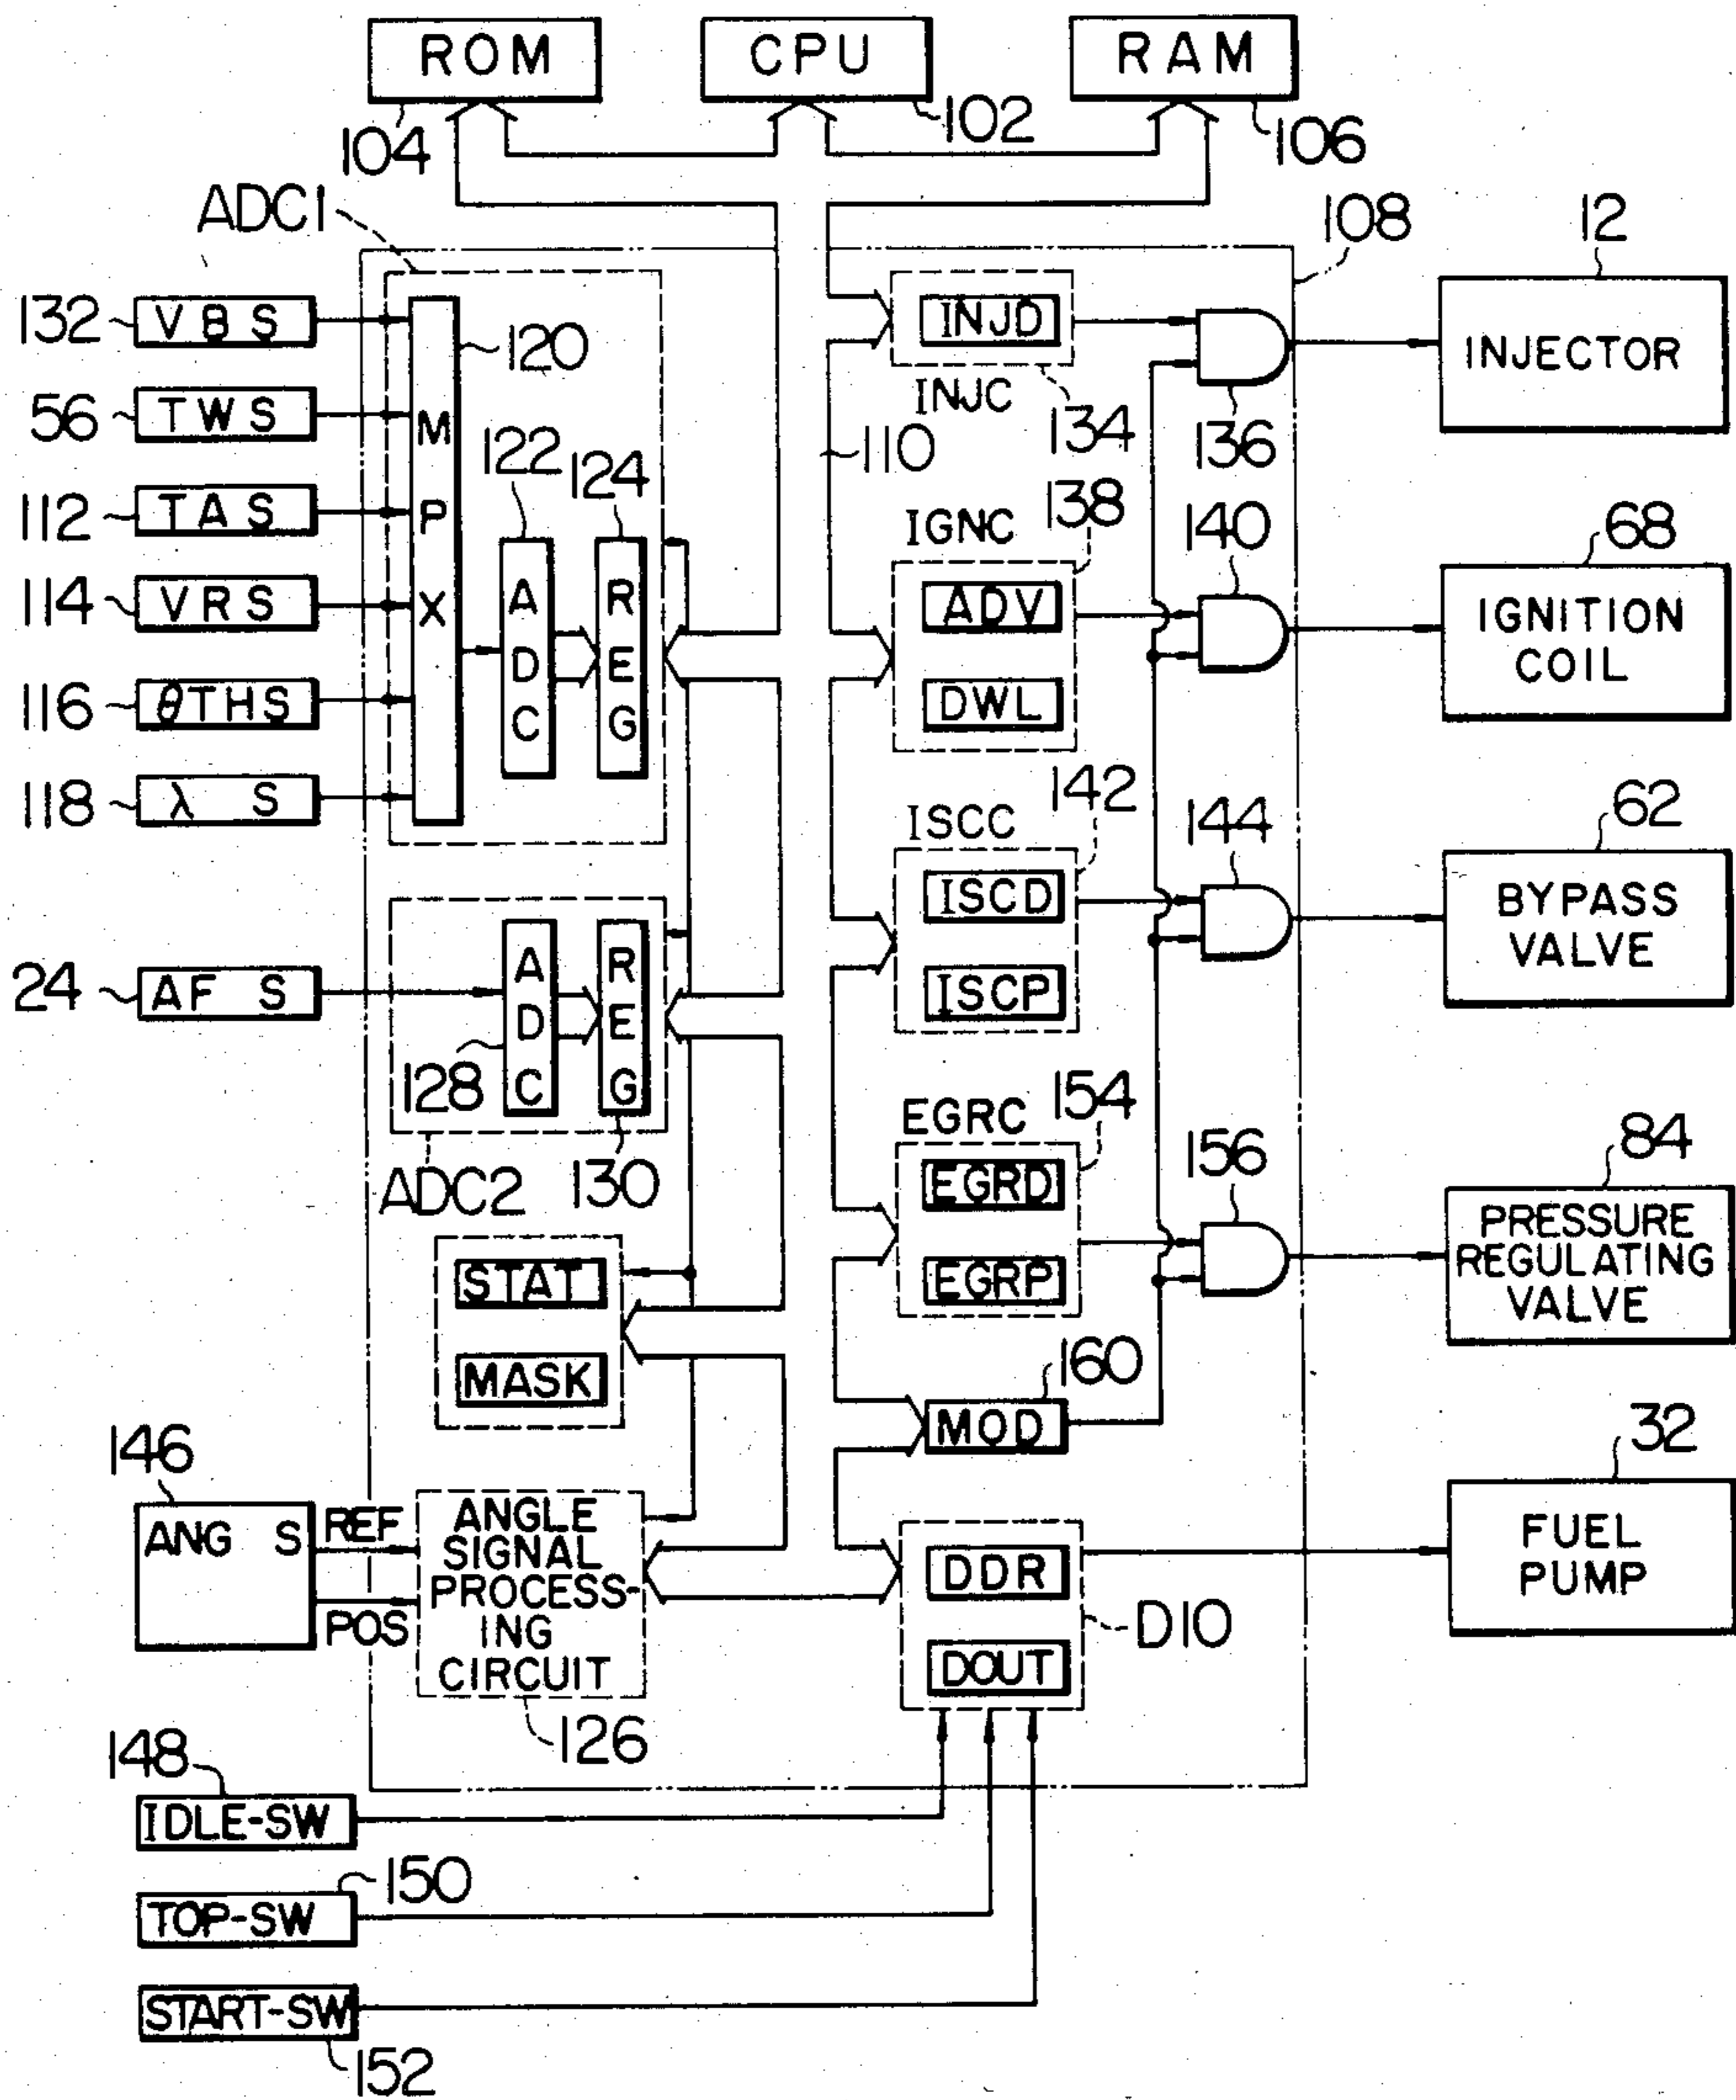 ROM
CPU
RAM
104
102
106
ADC1
108
12
132
VBS
120
INJD
INJECTOR
INJC
134
136
56
TWS
M
P
X
122
124
110
112
TAS
IGNC
138
140
68
114
VRS
A
D
C
R
E
G
ADV
DWL
IGNITION
COIL
116
θTHS
118
λ S
ISCC
142
144
62
ISCD
ISCP
BYPASS
VALVE
24
AF S
A
D
C
R
E
G
128
ADC2
130
EGRC
154
156
84
EGRD
EGRP
PRESSURE
REGULATING
VALVE
STAT
MASK
160
MOD
32
146
ANG S
REF
POS
ANGLE
SIGNAL
PROCESS-
ING
CIRCUIT
126
DDR
DOUT
D10
FUEL
PUMP
148
IDLE-SW
150
TOP-SW
START-SW
152